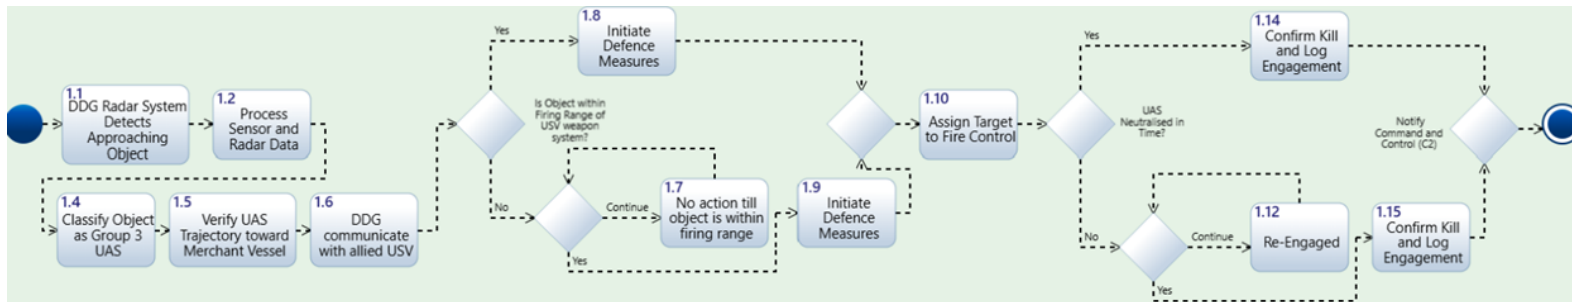 1.1
DDG Radar System
Detects
Approaching
Object
1.2
Process
Sensor and
Radar Data
1.4
Classify Object
as Group 3
UAS
1.5
Verify UAS
Trajectory toward
Merchant Vessel
1.6
DDG
communicate
with allied USV
Is Object within
Firing Range of
USV weapon
system?
Yes
1.8
Initiate
Defence
Measures
No
Continue
1.7
No action till
object is within
firing range
Yes
1.9
Initiate
Defence
Measures
1.10
Assign Target
to Fire Control
UAS
Neutralised in
Time?
Yes
1.14
Confirm Kill
and Log
Engagement
No
Continue
1.12
Re-Engaged
Yes
1.15
Confirm Kill
and Log
Engagement
Notify
Command and
Control (C2)